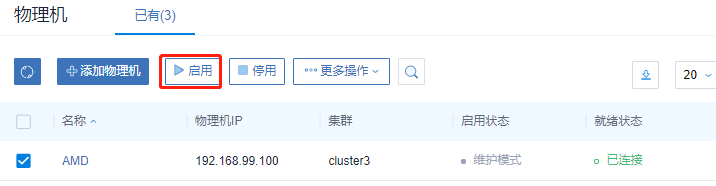 物理机 已有(3)
添加物理机 启用 停用 更多操作 20
名称 物理机IP 集群 启用状态 就绪状态
AMD 192.168.99.100 cluster3 维护模式 已连接